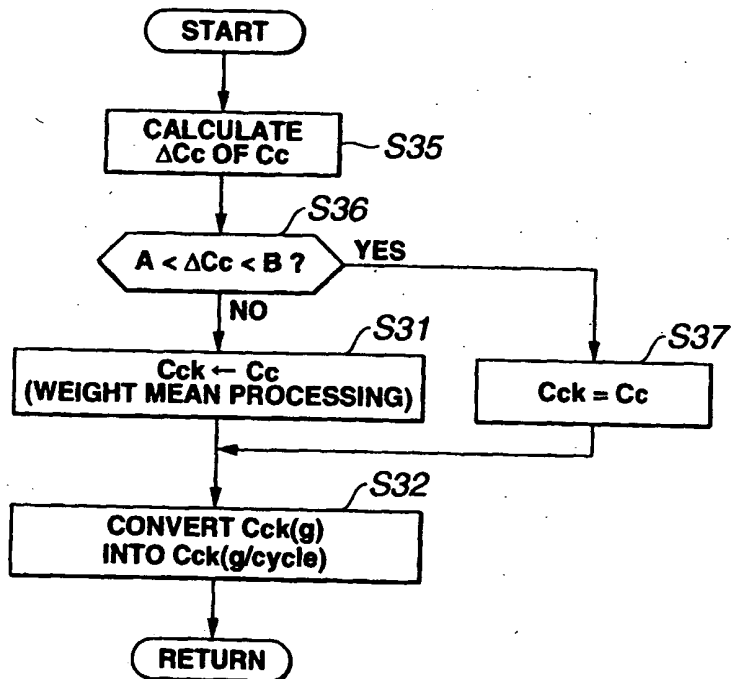 START
CALCULATE
ΔCc OF Cc
S35
S36
A < ΔCc < B ?
YES
NO
S31
Cck ← Cc
(WEIGHT MEAN PROCESSING)
S37
Cck = Cc
S32
CONVERT Cck(g)
INTO Cck(g/cycle)
RETURN